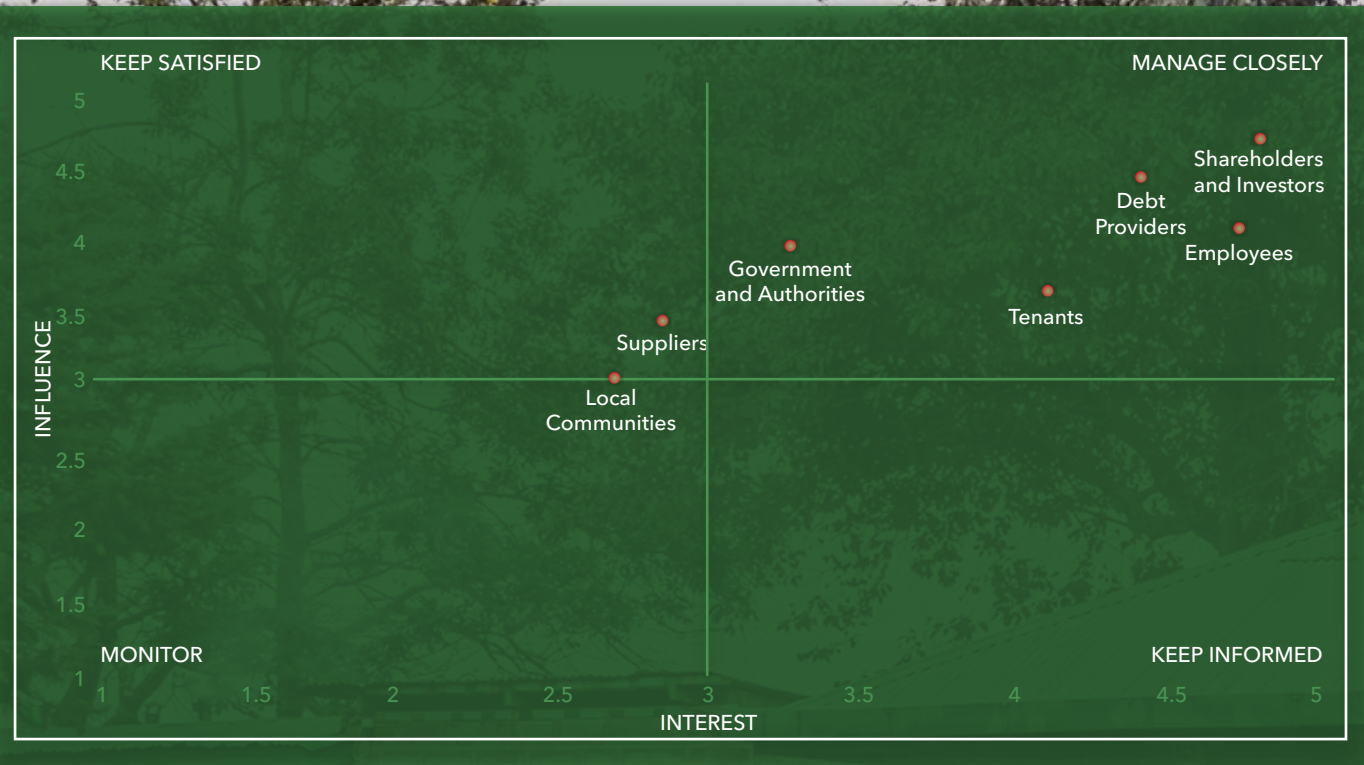 KEEP SATISFIED
MANAGE CLOSELY
5
4.5
4
3.5
3
2.5
2
1.5
1
INFLUENCE
Shareholders
and Investors
Debt
Providers
Employees
Government
and Authorities
Tenants
Suppliers
Local
Communities
MONITOR
KEEP INFORMED
1
1.5
2
2.5
3
3.5
4
4.5
5
INTEREST